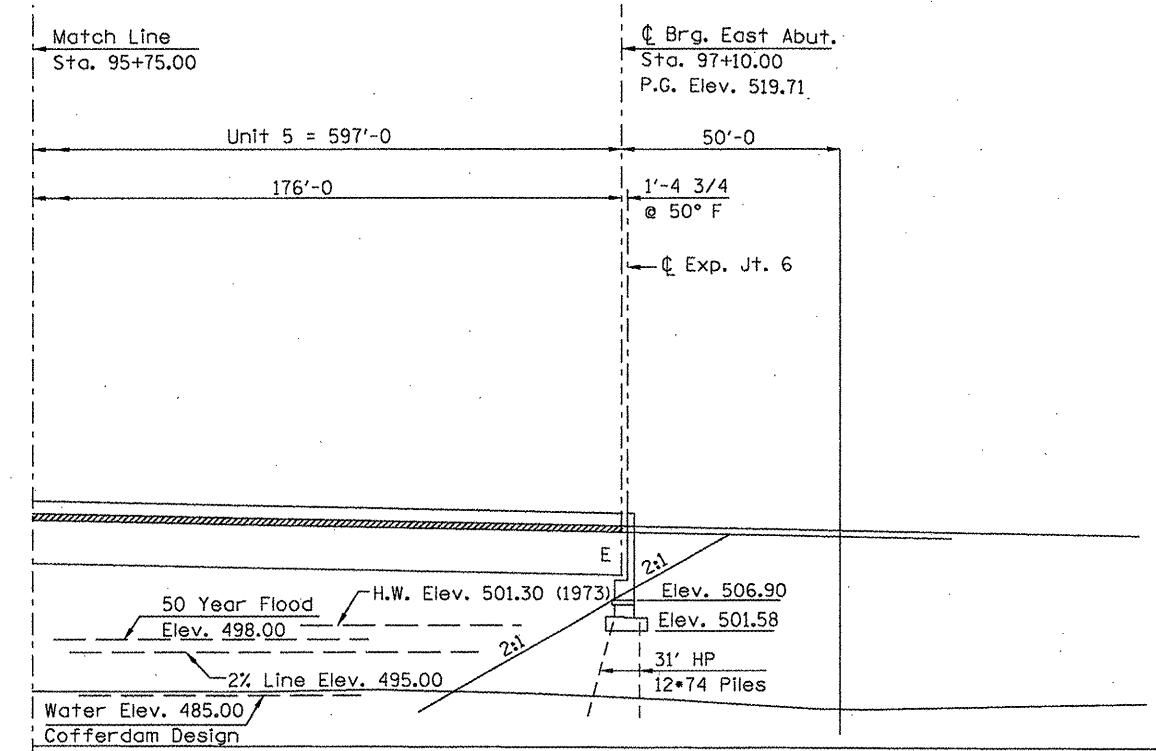 Match Line
Sta. 95+75.00
℄ Brg. East Abut.
Sta. 97+10.00
P.G. Elev. 519.71
Unit 5 = 597'-0
50'-0
176'-0
1'-4 3/4
@ 50° F
℄ Exp. Jt. 6
E
2:1
H.W. Elev. 501.30 (1973)
Elev. 506.90
50 Year Flood
Elev. 498.00
Elev. 501.58
2:1
31' HP
12*74 Piles
2% Line Elev. 495.00
Water Elev. 485.00
Cofferdam Design